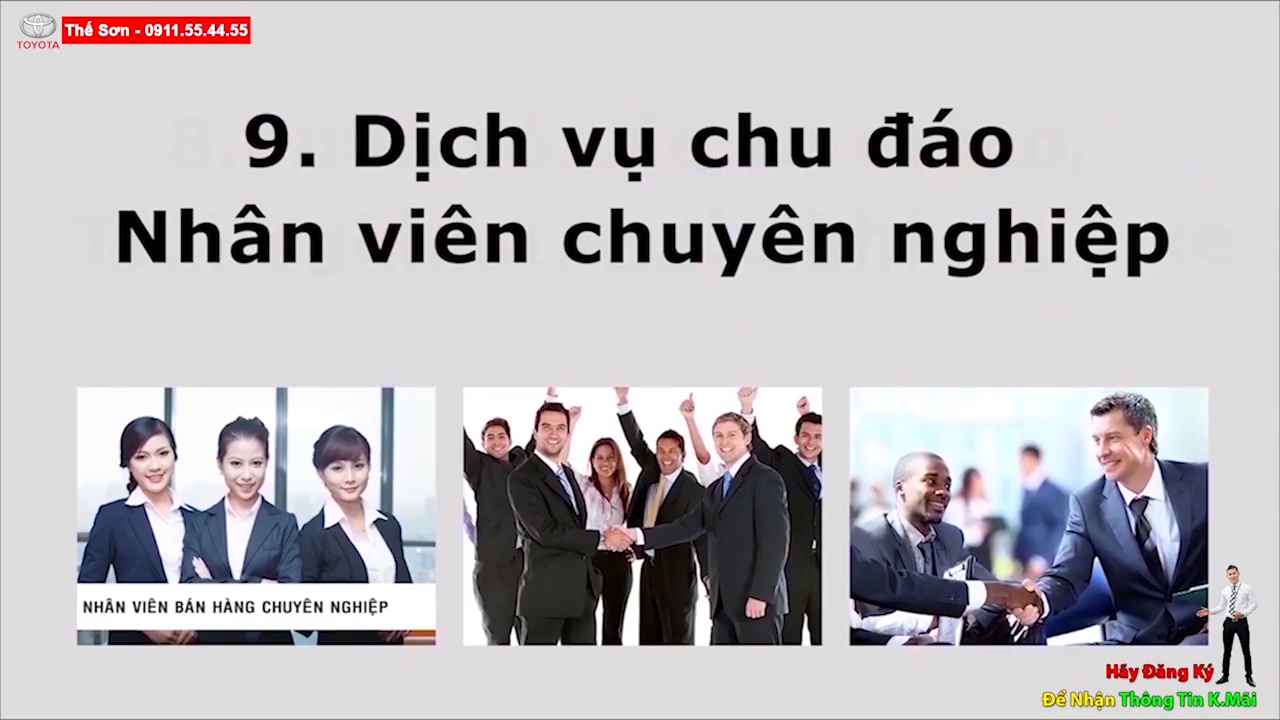 TOYOTA
Thế Sơn - 0911.55.44.55
9. Dịch vụ chu đáo
Nhân viên chuyên nghiệp
NHÂN VIÊN BÁN HÀNG CHUYÊN NGHIỆP
Hãy Đăng Ký
Để Nhận Thông Tin K.Mãi